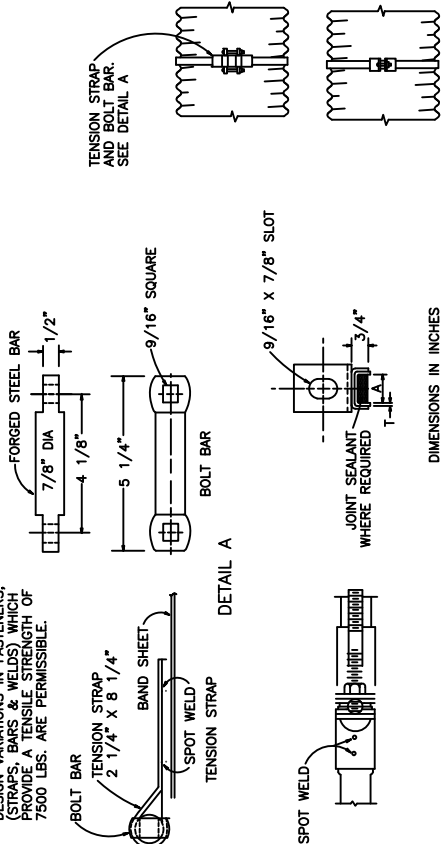 DESIGN VARIATIONS IN FASTENERS,
(STRAPS, BARS & WELDS) WHICH
PROVIDE A TENSILE STRENGTH OF
7500 LBS. ARE PERMISSIBLE.
BOLT BAR
TENSION STRAP
2 1/4" X 8 1/4"
BAND SHEET
SPOT WELD
TENSION STRAP
FORGED STEEL BAR
7/8" DIA
1/2"
4 1/8"
5 1/4"
9/16" SQUARE
BOLT BAR
DETAIL A
TENSION STRAP
AND BOLT BAR.
SEE DETAIL A
SPOT WELD
9/16" X 7/8" SLOT
JOINT SEALANT
WHERE REQUIRED
3/4"
A
T
DIMENSIONS IN INCHES